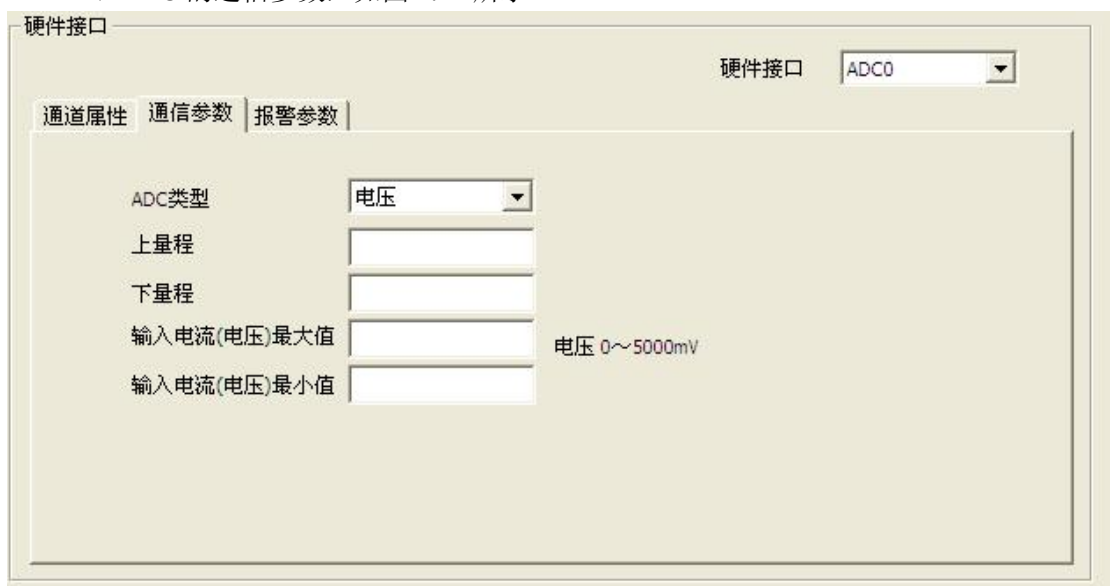 硬件接口
硬件接口 ADC0
通道属性 通信参数 报警参数
ADC类型 电压
上量程
下量程
输入电流(电压)最大值
电压 0～5000mV
输入电流(电压)最小值